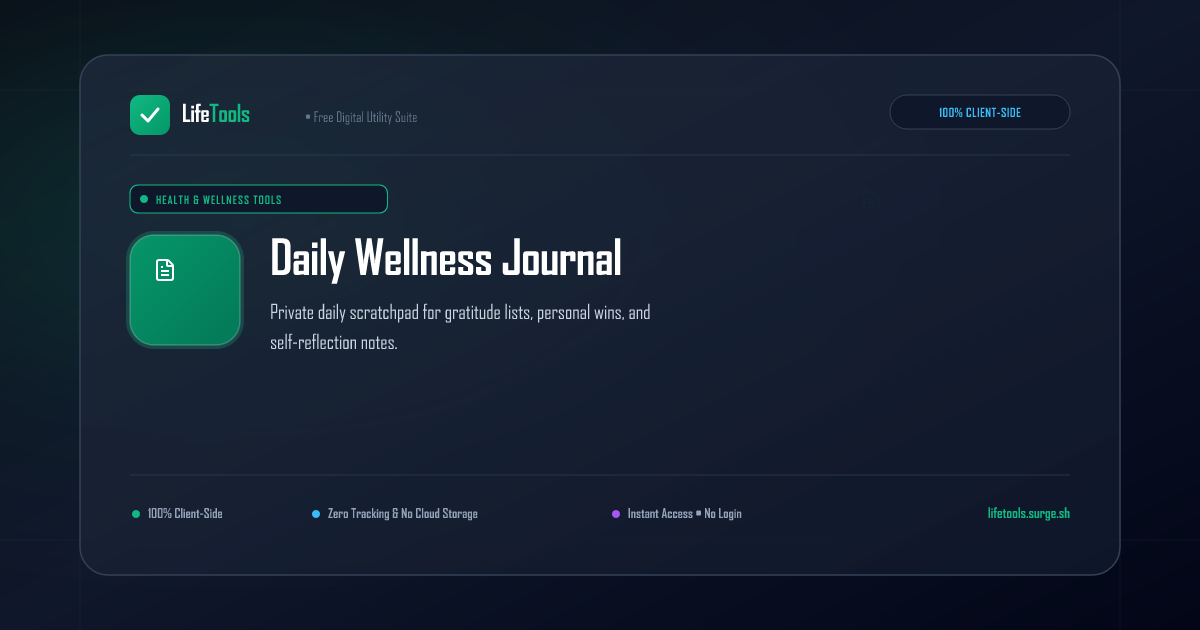 LifeTools
▪ Free Digital Utility Suite
100% CLIENT-SIDE
HEALTH & WELLNESS TOOLS
Daily Wellness Journal
Private daily scratchpad for gratitude lists, personal wins, and
self-reflection notes.
100% Client-Side
Zero Tracking & No Cloud Storage
Instant Access ▪ No Login
lifetools.surge.sh